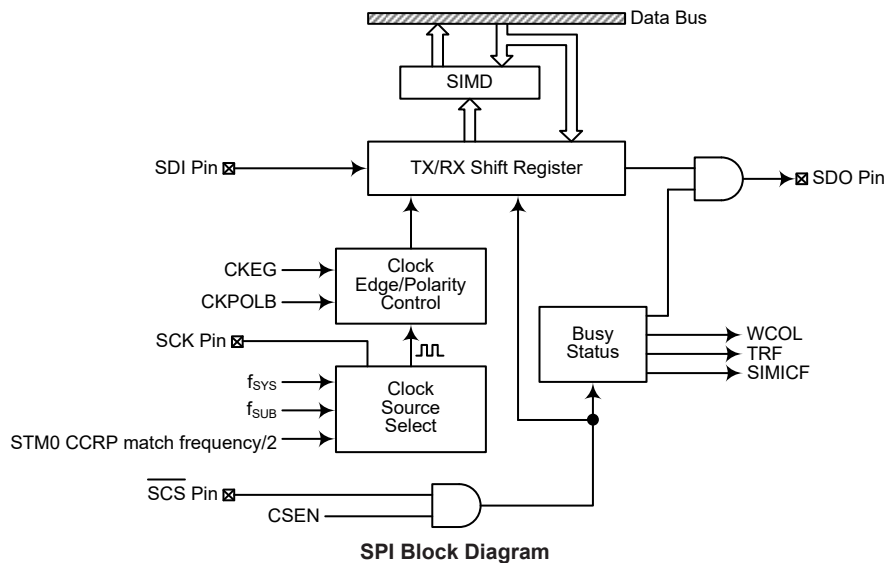 Data Bus
SIMD
SDI Pin
TX/RX Shift Register
SDO Pin
CKEG
CKPOLB
Clock
Edge/Polarity
Control
SCK Pin
Busy
Status
WCOL
TRF
SIMICF
fSYS
fSUB
STM0 CCRP match frequency/2
Clock
Source
Select
SCS Pin
CSEN
SPI Block Diagram